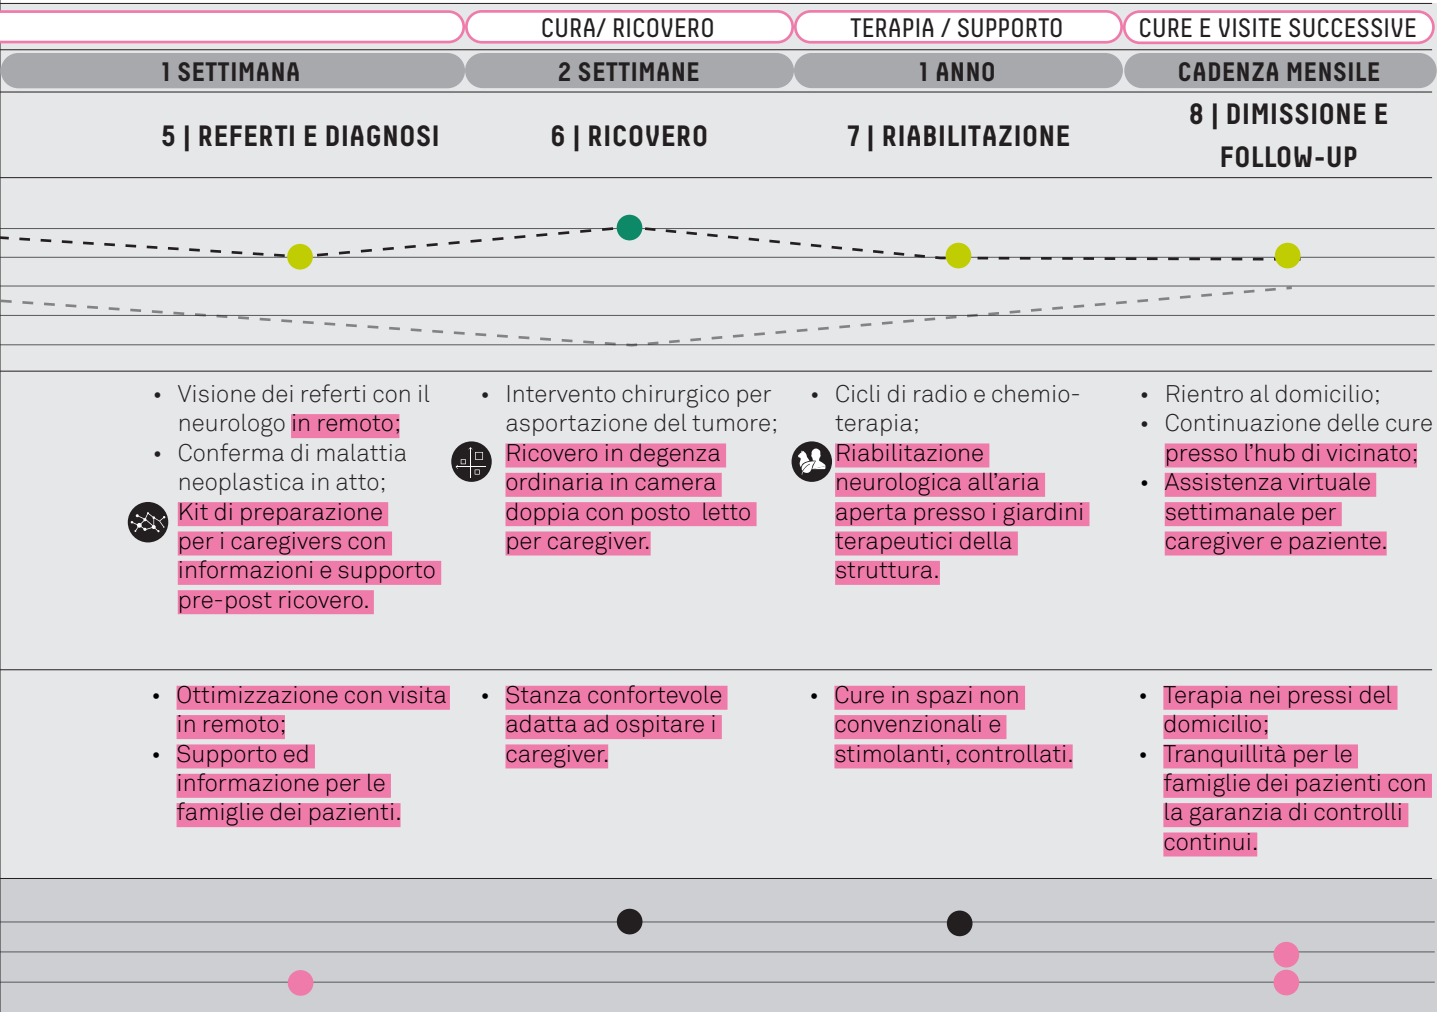 CURA/ RICOVERO
TERAPIA / SUPPORTO
CURE E VISITE SUCCESSIVE
1 SETTIMANA
2 SETTIMANE
1 ANNO
CADENZA MENSILE
5 | REFERTI E DIAGNOSI
6 | RICOVERO
7 | RIABILITAZIONE
8 | DIMISSIONE E
FOLLOW-UP
• Visione dei referti con il
neurologo in remoto;
• Conferma di malattia
neoplastica in atto;
Kit di preparazione
per i caregivers con
informazioni e supporto
pre-post ricovero.
• Intervento chirurgico per
asportazione del tumore;
Ricovero in degenza
ordinaria in camera
doppia con posto letto
per caregiver.
• Cicli di radio e chemio-
terapia;
Riabilitazione
neurologica all'aria
aperta presso i giardini
terapeutici della
struttura.
• Rientro al domicilio;
• Continuazione delle cure
presso l'hub di vicinato;
• Assistenza virtuale
settimanale per
caregiver e paziente.
• Ottimizzazione con visita
in remoto;
• Supporto ed
informazione per le
famiglie dei pazienti.
• Stanza confortevole
adatta ad ospitare i
caregiver.
• Cure in spazi non
convenzionali e
stimolanti, controllati.
• Terapia nei pressi del
domicilio;
• Tranquillità per le
famiglie dei pazienti con
la garanzia di controlli
continui.